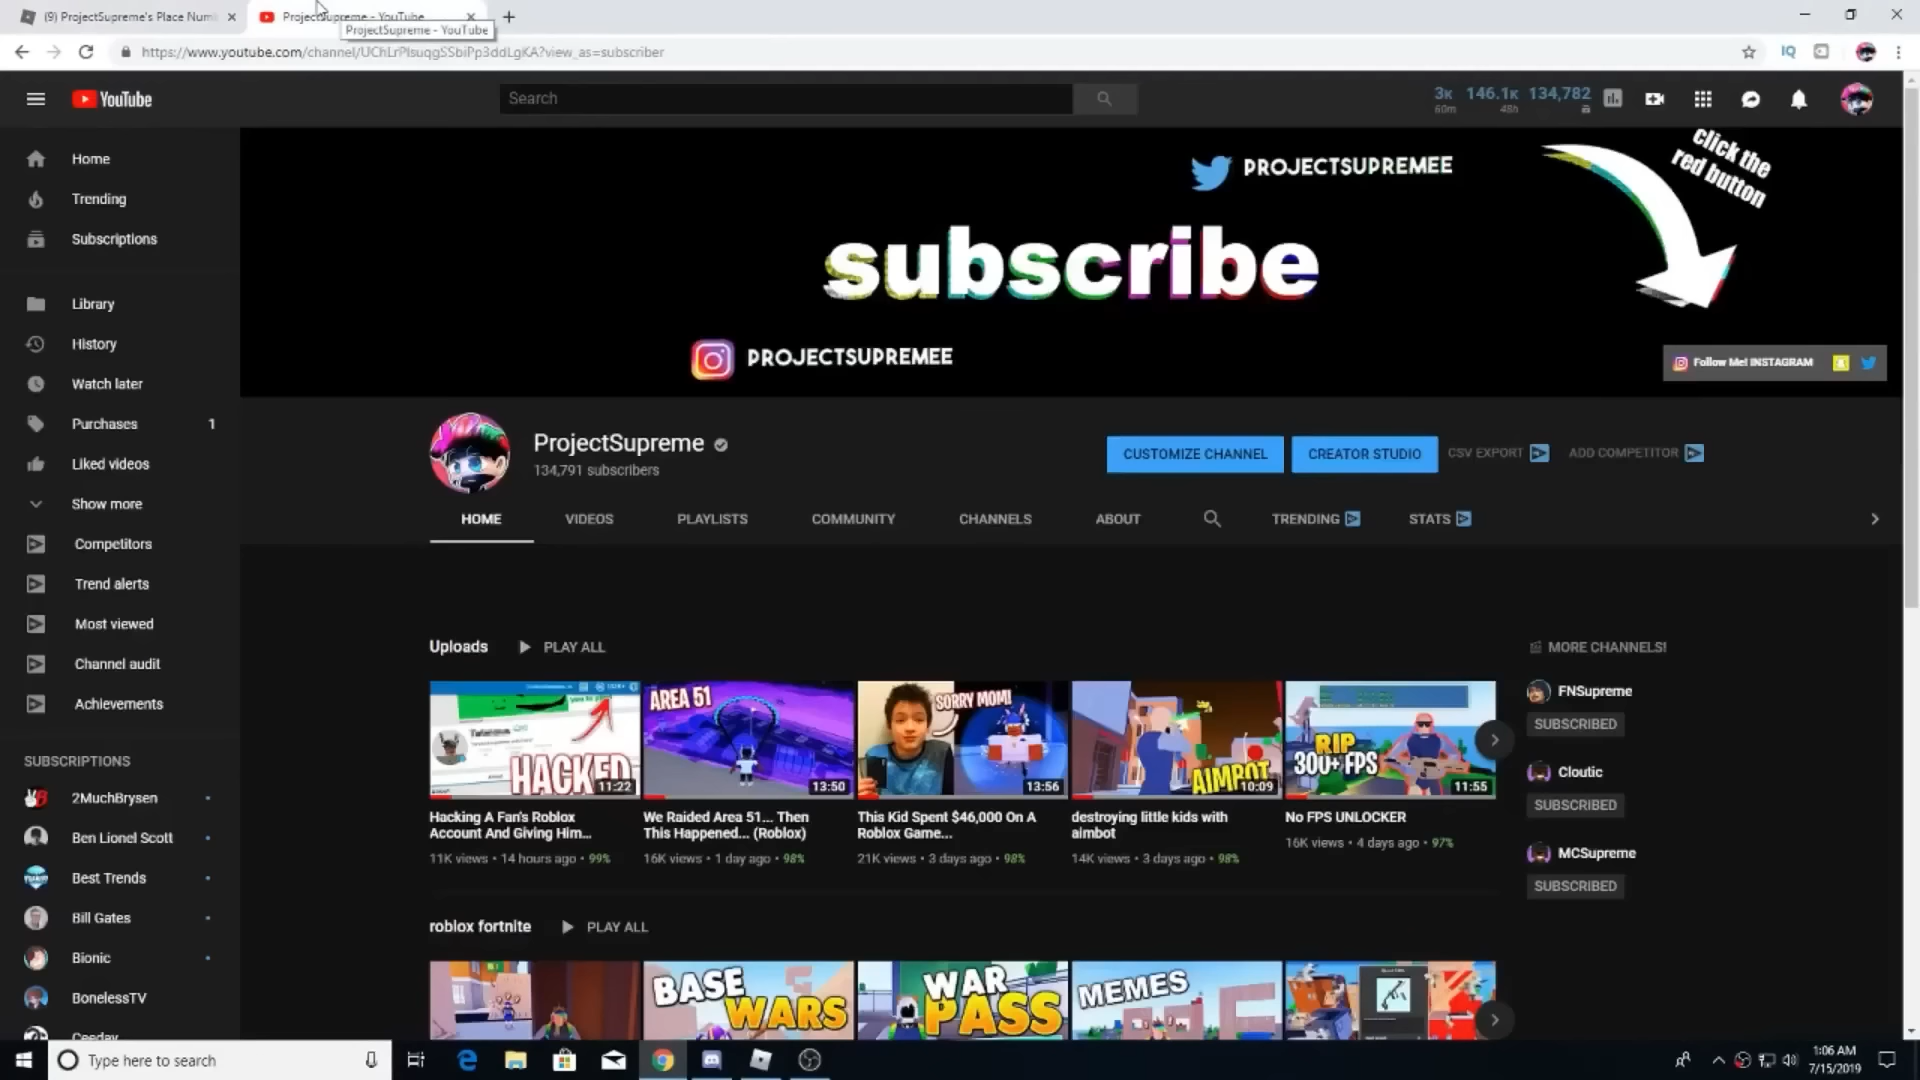 (9) ProjectSupreme's Place Num
ProjectSupreme - YouTube
ProjectSupreme - YouTube
https://www.youtube.com/channel/UChLrPlsuqgSSbiPp3ddLgKA?view_as=subscriber
YouTube
Search
3K 146.1K 134,782
60m 48h
Home
Trending
Subscriptions
Library
History
Watch later
Purchases 1
Liked videos
Show more
Competitors
Trend alerts
Most viewed
Channel audit
Achievements
SUBSCRIPTIONS
2MuchBrysen
Ben Lionel Scott
Best Trends
Bill Gates
Bionic
BonelessTV
Ceeday
PROJECTSUPREMEE
click the
red button
subscribe
PROJECTSUPREMEE
Follow Me! INSTAGRAM
ProjectSupreme
134,791 subscribers
CUSTOMIZE CHANNEL
CREATOR STUDIO
CSV EXPORT
ADD COMPETITOR
HOME VIDEOS PLAYLISTS COMMUNITY CHANNELS ABOUT TRENDING STATS
Uploads PLAY ALL
HACKED
11:22
Hacking A Fan's Roblox
Account And Giving Him...
11K views • 14 hours ago • 99%
AREA 51
13:50
We Raided Area 51... Then
This Happened... (Roblox)
16K views • 1 day ago • 98%
SORRY MOM!
13:56
This Kid Spent $46,000 On A
Roblox Game...
21K views • 3 days ago • 98%
AIMBOT
10:09
destroying little kids with
aimbot
14K views • 3 days ago • 98%
RIP
300+ FPS
11:55
No FPS UNLOCKER
16K views • 4 days ago • 97%
MORE CHANNELS!
FNSupreme
SUBSCRIBED
Cloutic
SUBSCRIBED
MCSupreme
SUBSCRIBED
roblox fortnite PLAY ALL
BASE
WARS
WAR
PASS
MEMES
Type here to search
1:06 AM
7/15/2019